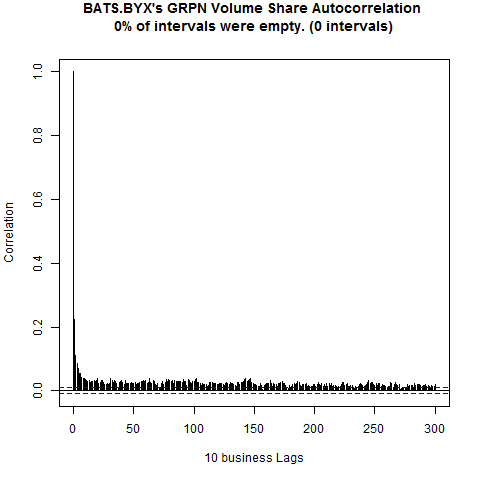 BATS.BYX's GRPN Volume Share Autocorrelation
0% of intervals were empty. (0 intervals)
Correlation
1.0
0.8
0.6
0.4
0.2
0.0
0 50 100 150 200 250 300
10 business Lags